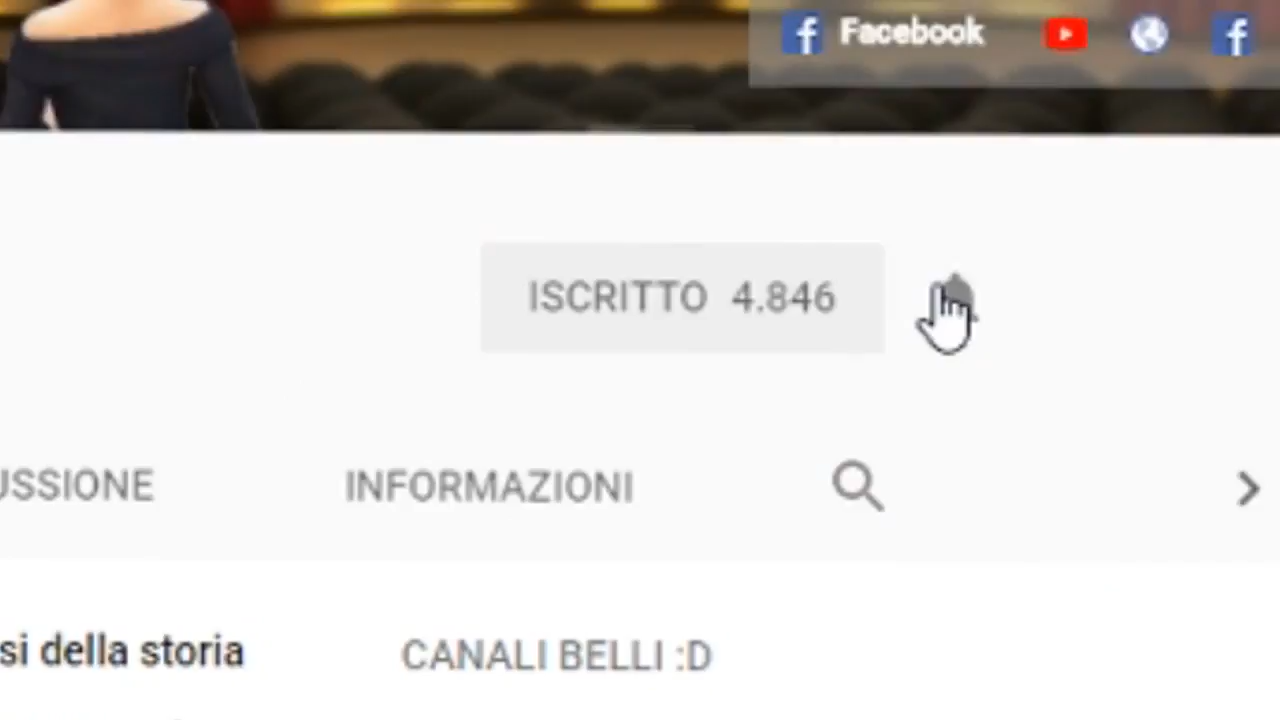 Facebook
ISCRITTO 4.846
USSIONE INFORMAZIONI
si della storia CANALI BELLI :D